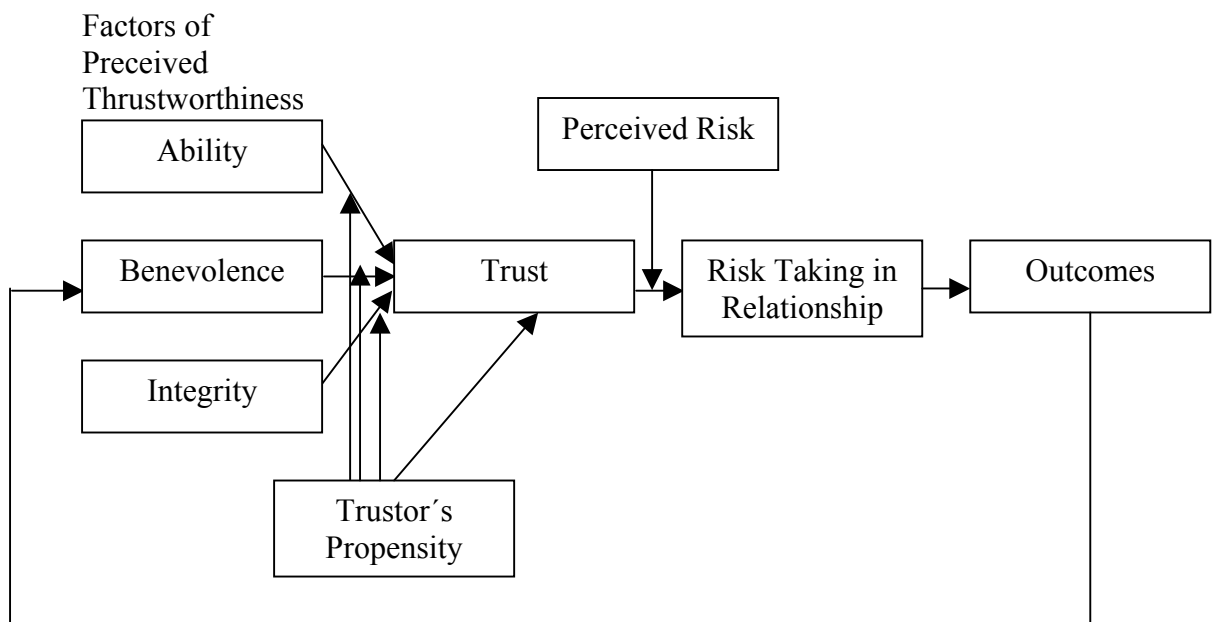 Factors of
Preceived
Thrustworthiness
Ability
Perceived Risk
Benevolence
Trust
Risk Taking in
Relationship
Outcomes
Integrity
Trustor´s
Propensity